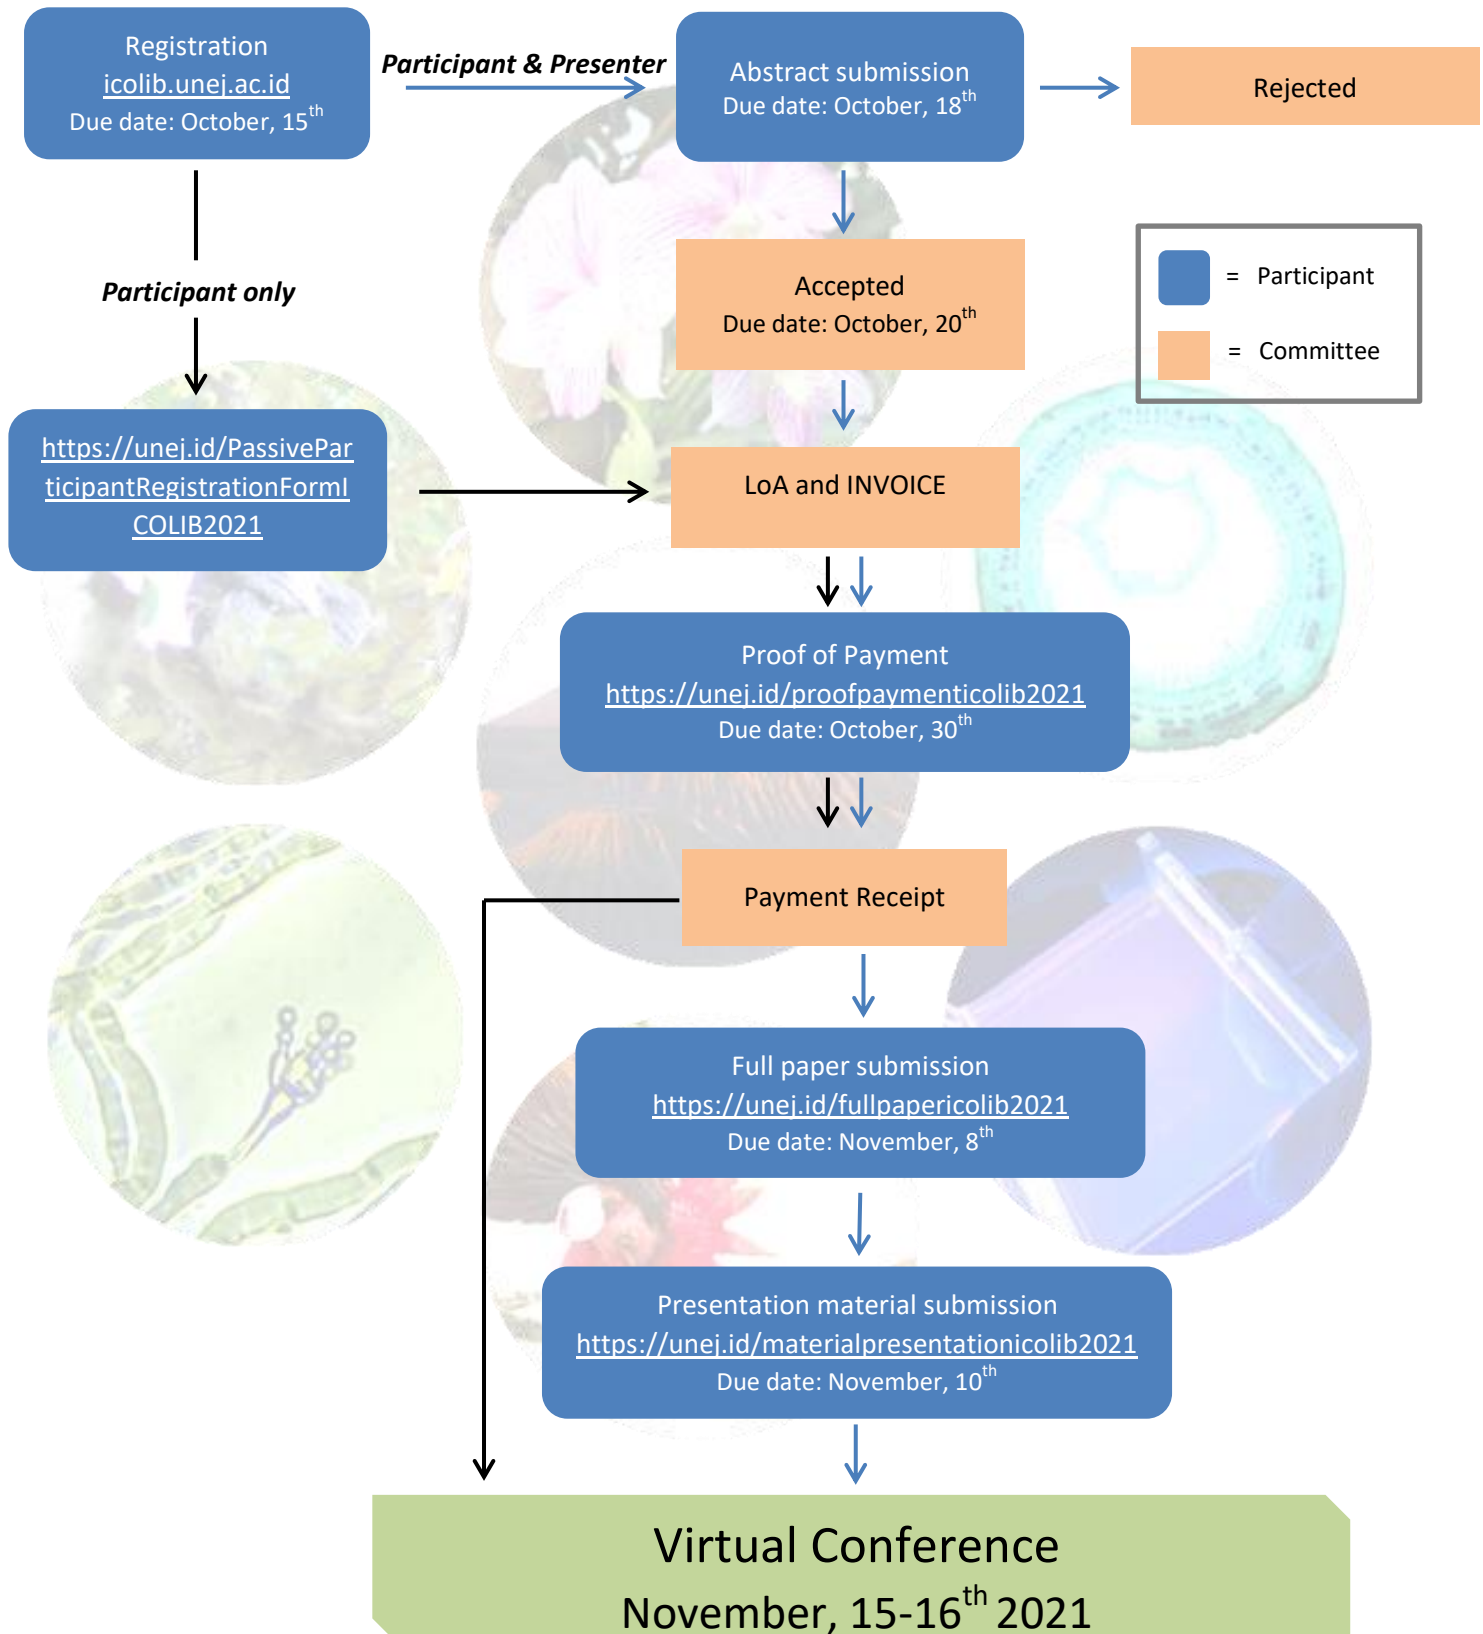 Registration
icolib.unej.ac.id
Due date: October, 15th
Participant & Presenter
Abstract submission
Due date: October, 18th
Rejected
Participant only
Accepted
Due date: October, 20th
= Participant
= Committee
https://unej.id/PassivePar
ticipantRegistrationFormI
COLIB2021
LoA and INVOICE
Proof of Payment
https://unej.id/proofpaymenticolib2021
Due date: October, 30th
Payment Receipt
Full paper submission
https://unej.id/fullpapericolib2021
Due date: November, 8th
Presentation material submission
https://unej.id/materialpresentationicolib2021
Due date: November, 10th
Virtual Conference
November, 15-16th 2021